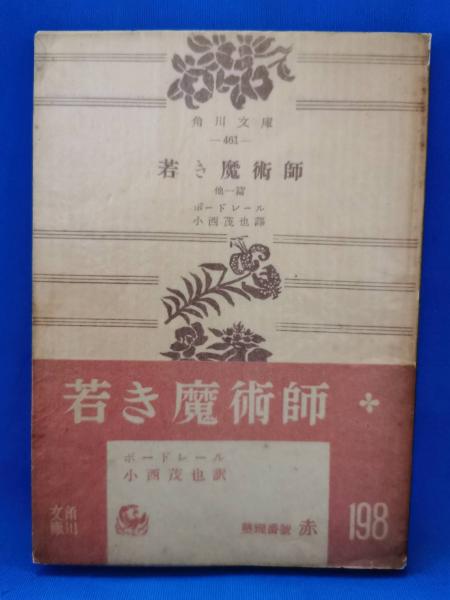 角川文庫
—461—
若き魔術師
他一篇
ボードレール
小西茂也譯
若き魔術師
ボードレール
小西茂也訳
角川
文庫
整理番號 赤 198